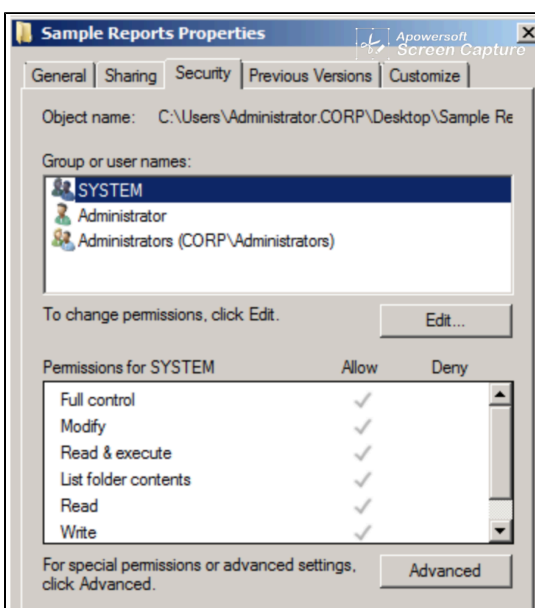 Sample Reports Properties
Apowersoft
Screen Capture
General Sharing Security Previous Versions Customize
Object name: C:\Users\Administrator.CORP\Desktop\Sample Re
Group or user names:
SYSTEM
Administrator
Administrators (CORP\Administrators)
To change permissions, click Edit.
Edit...
Permissions for SYSTEM Allow Deny
Full control
Modify
Read & execute
List folder contents
Read
Write
For special permissions or advanced settings,
click Advanced.
Advanced